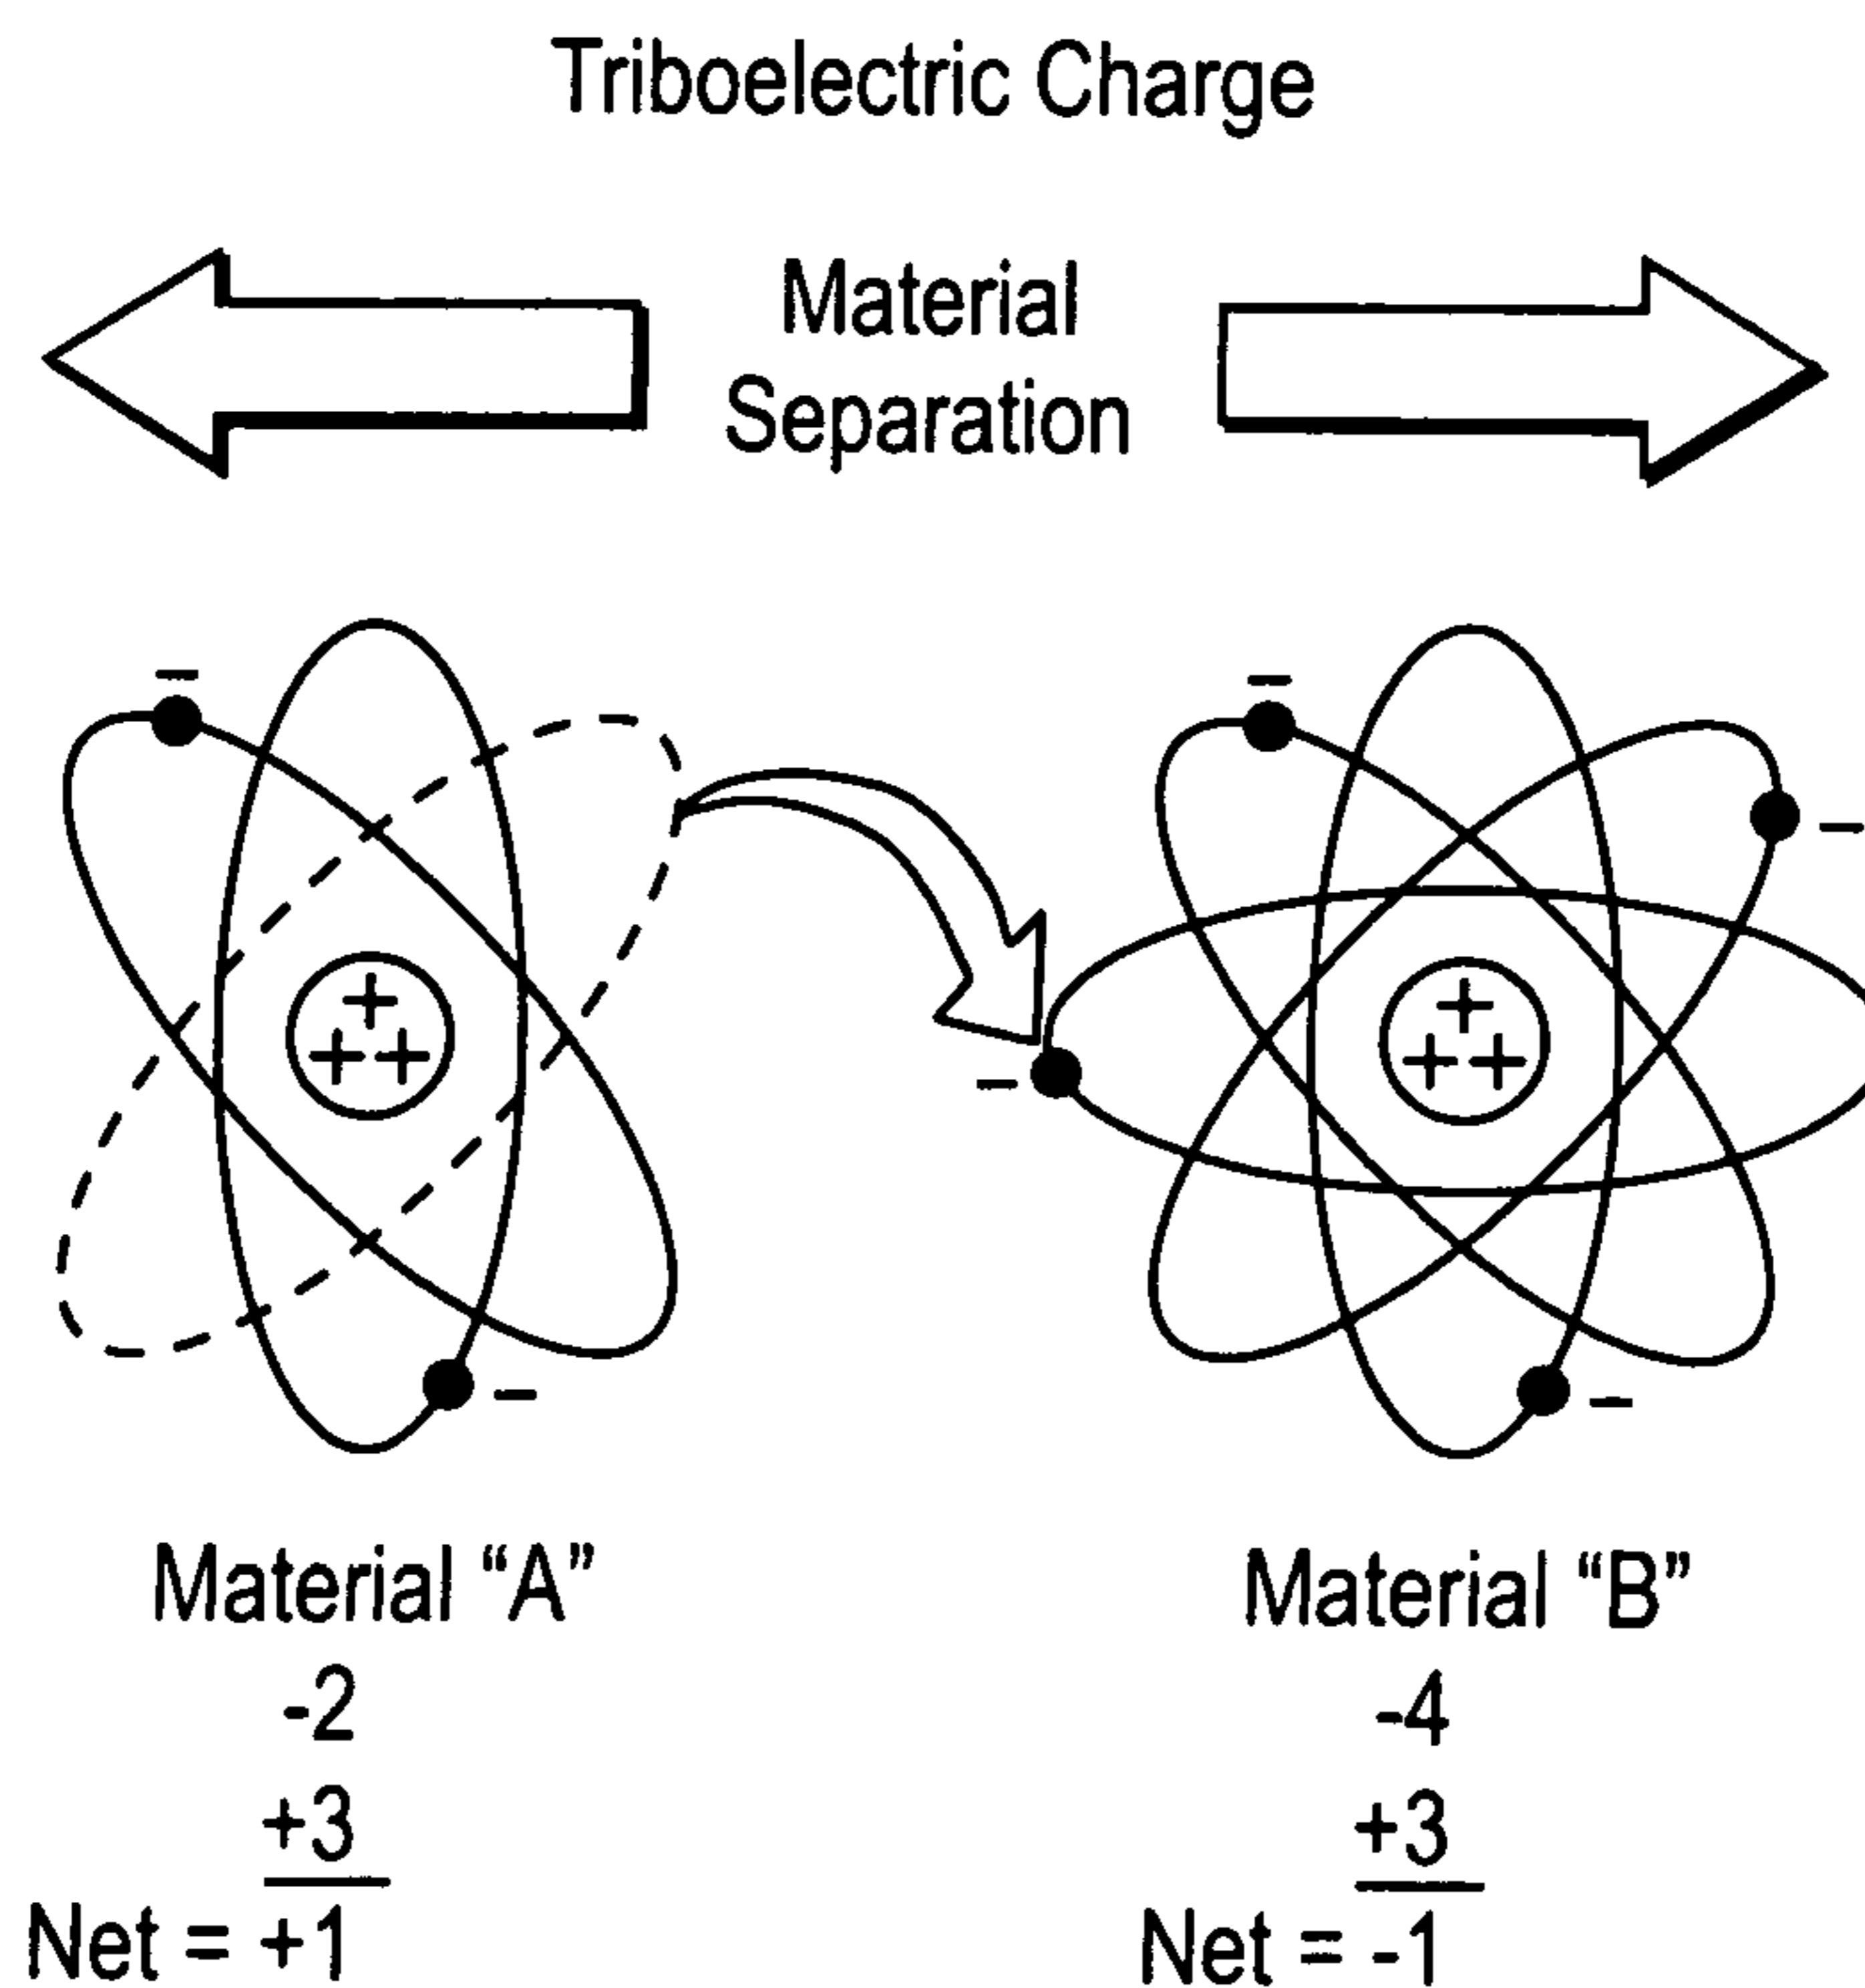 Triboelectric Charge
Material
Separation
-
-
-
-
-
-
+
++
+
++
Material “A”
Material “B”
-2
-4
+3
+3
Net = +1
Net = -1